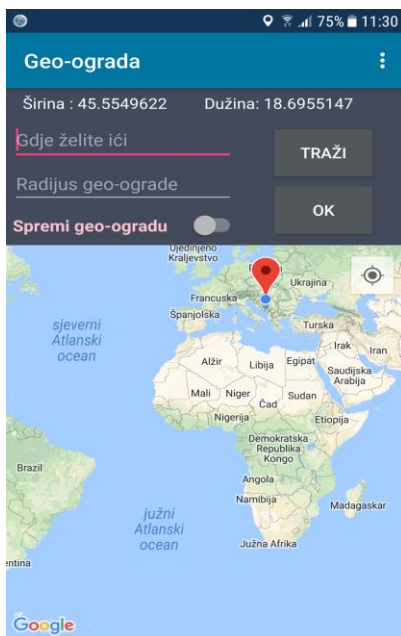 75% 11:30
Geo-ograda
Širina : 45.5549622 Dužina: 18.6955147
Gdje želite ići
TRAŽI
Radijus geo-ograde
OK
Spremi geo-ogradu
Ujedinjeno
Kraljevstvo
Ukrajina
Francuska
Španjolska
Turska
sjeverni
Atlanski
ocean
Irak
Iran
Alžir
Libija
Egipat
Saudijska
Arabija
Mali
Niger
Čad
Sudan
Nigerija
Etiopija
Demokratska
Republika
Kongo
Brazil
Angola
Namibija
Madagaskar
južni
Atlanski
ocean
Južna Afrika
entina
Google